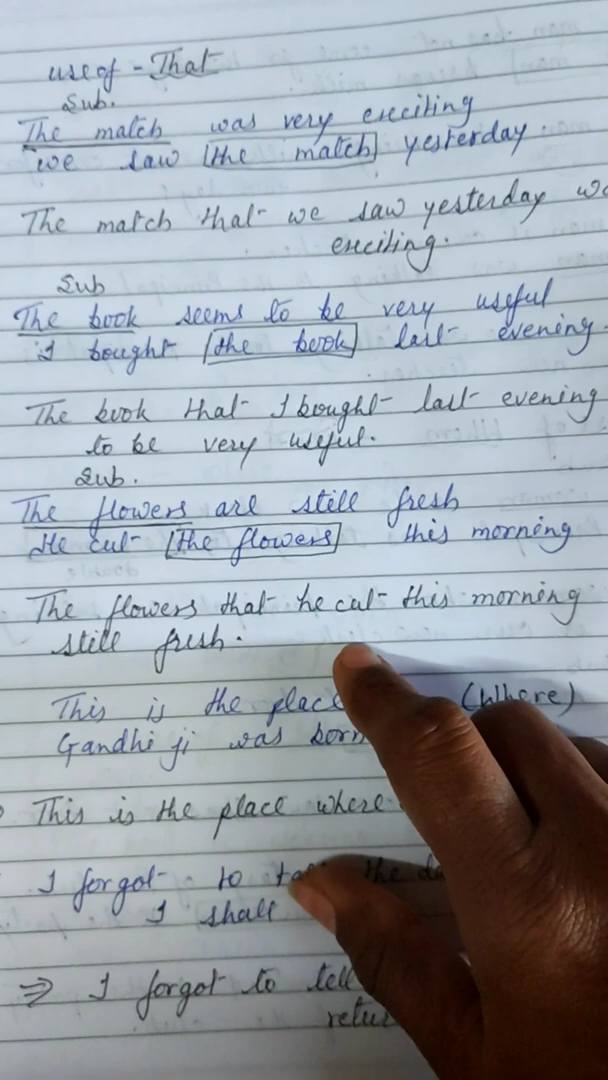 use of - That
Sub.
The match was very exciting
we saw [the match] yesterday.
The match that we saw yesterday
exciting.
Sub
The book seems to be very useful
I bought [the book] last evening
The book that I bought last evening
to be very useful.
Sub.
The flowers are still fresh
He cut [the flowers] this morning
The flowers that he cut this morning
still fresh.
This is the place (Where)
Gandhi ji was born
This is the place where
I forgot to the
I shall
⇒ I forgot to tell